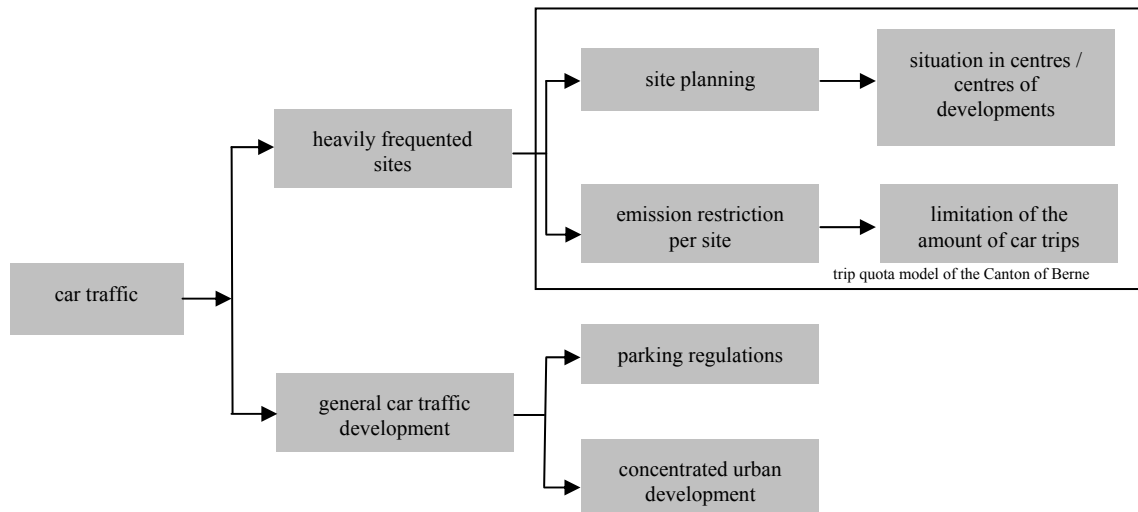 site planning
situation in centres /
centres of
developments
heavily frequented
sites
emission restriction
per site
limitation of the
amount of car trips
trip quota model of the Canton of Berne
car traffic
parking regulations
general car traffic
development
concentrated urban
development